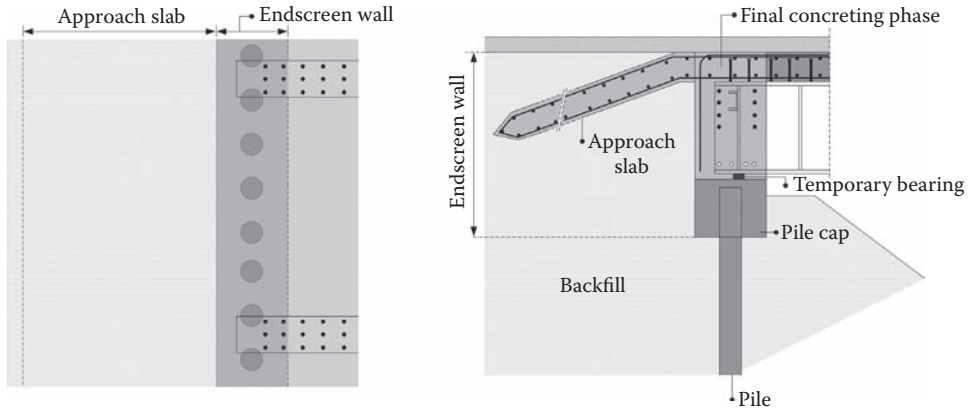 Approach slab
Endscreen wall
Final concreting phase
Endscreen wall
Approach
slab
Temporary bearing
Pile cap
Backfill
Pile